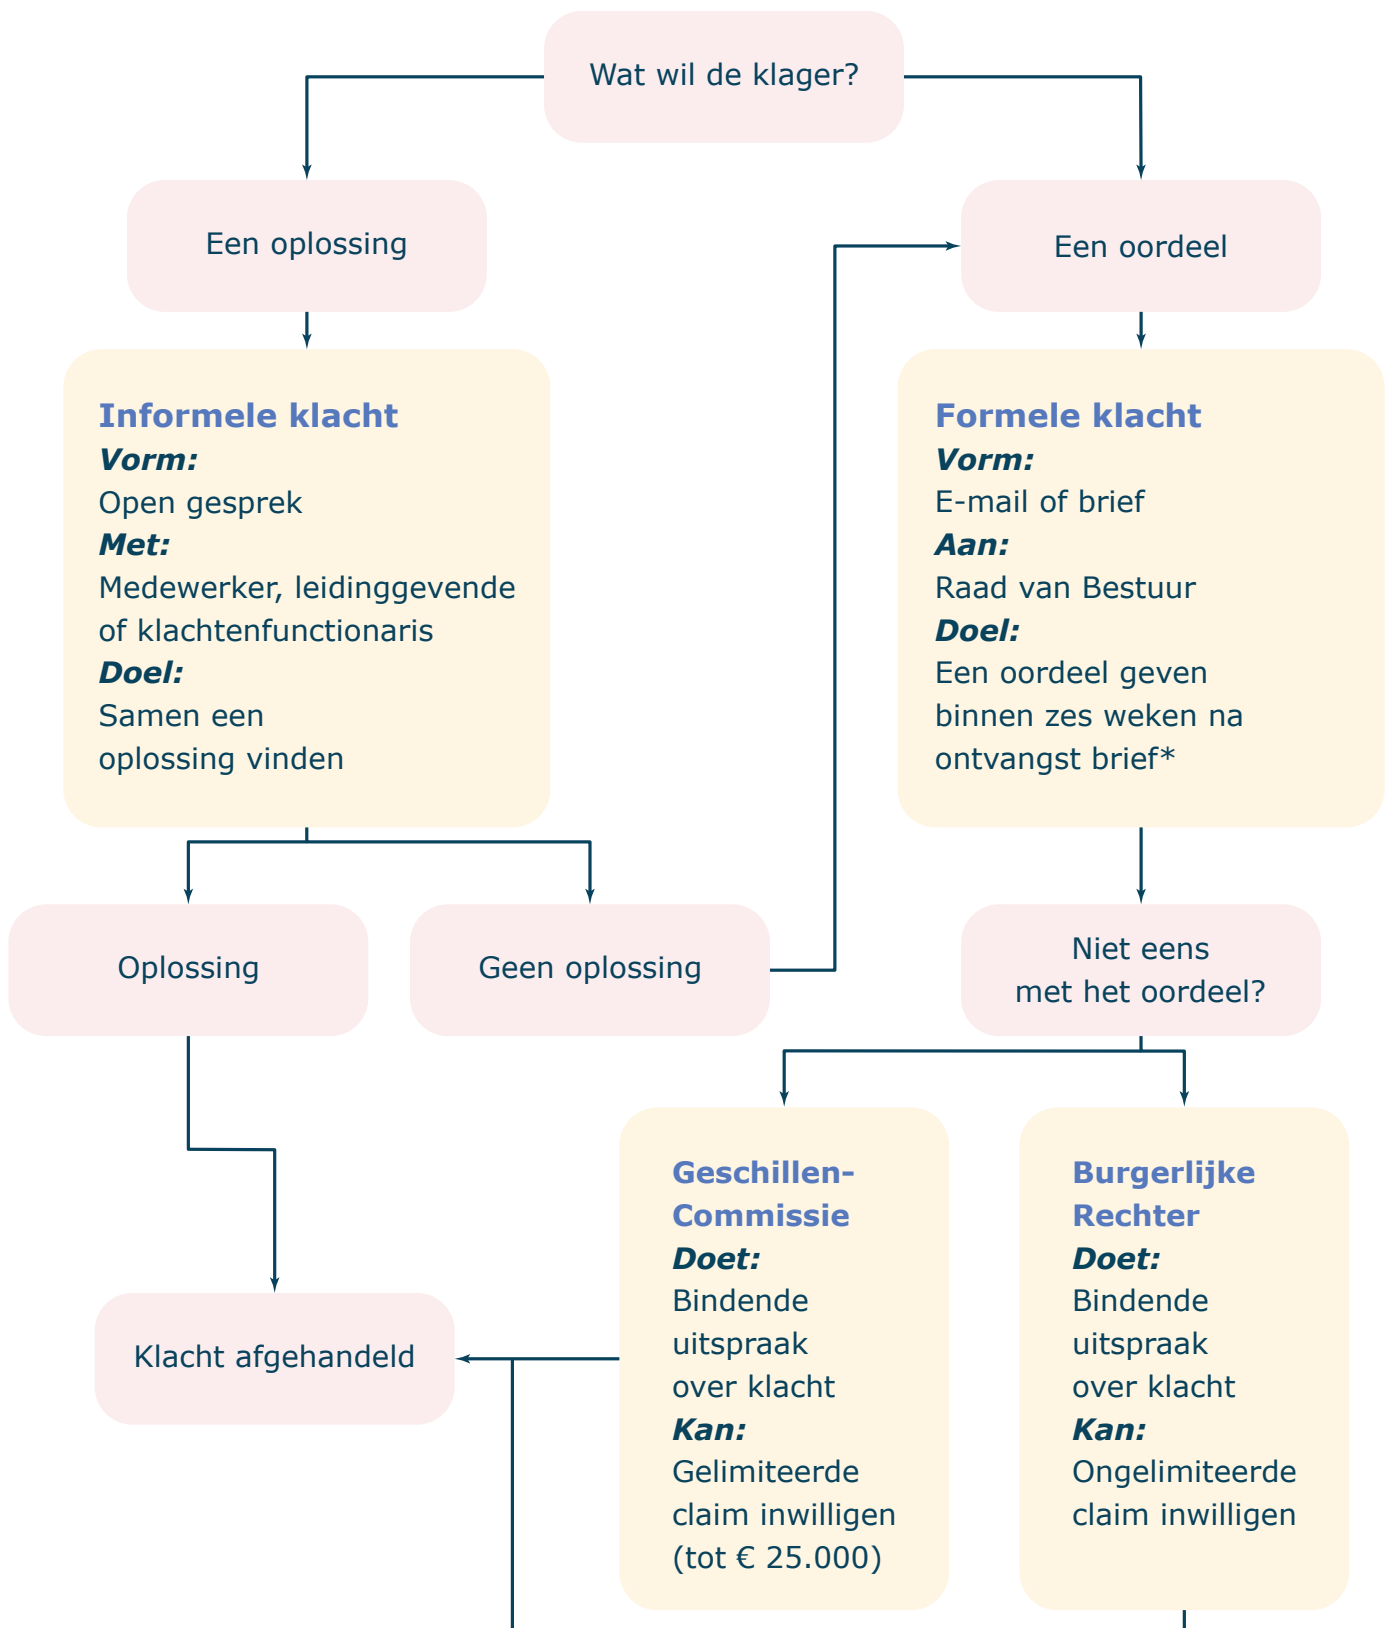 Wat wil de klager?
Een oplossing
Een oordeel
Informele klacht
Vorm:
Open gesprek
Met:
Medewerker, leidinggevende
of klachtenfunctionaris
Doel:
Samen een
oplossing vinden
Formele klacht
Vorm:
E-mail of brief
Aan:
Raad van Bestuur
Doel:
Een oordeel geven
binnen zes weken na
ontvangst brief*
Oplossing
Geen oplossing
Niet eens
met het oordeel?
Geschillen-
Commissie
Doet:
Bindende
uitspraak
over klacht
Kan:
Gelimiteerde
claim inwilligen
(tot € 25.000)
Burgerlijke
Rechter
Doet:
Bindende
uitspraak
over klacht
Kan:
Ongelimiteerde
claim inwilligen
Klacht afgehandeld